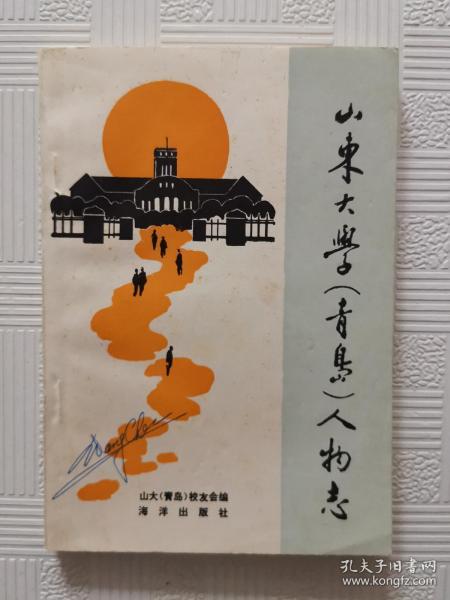 山東大學(青島)人物志
山大(青岛)校友会编
海洋出版社
孔夫子旧书网
www.kongfz.com